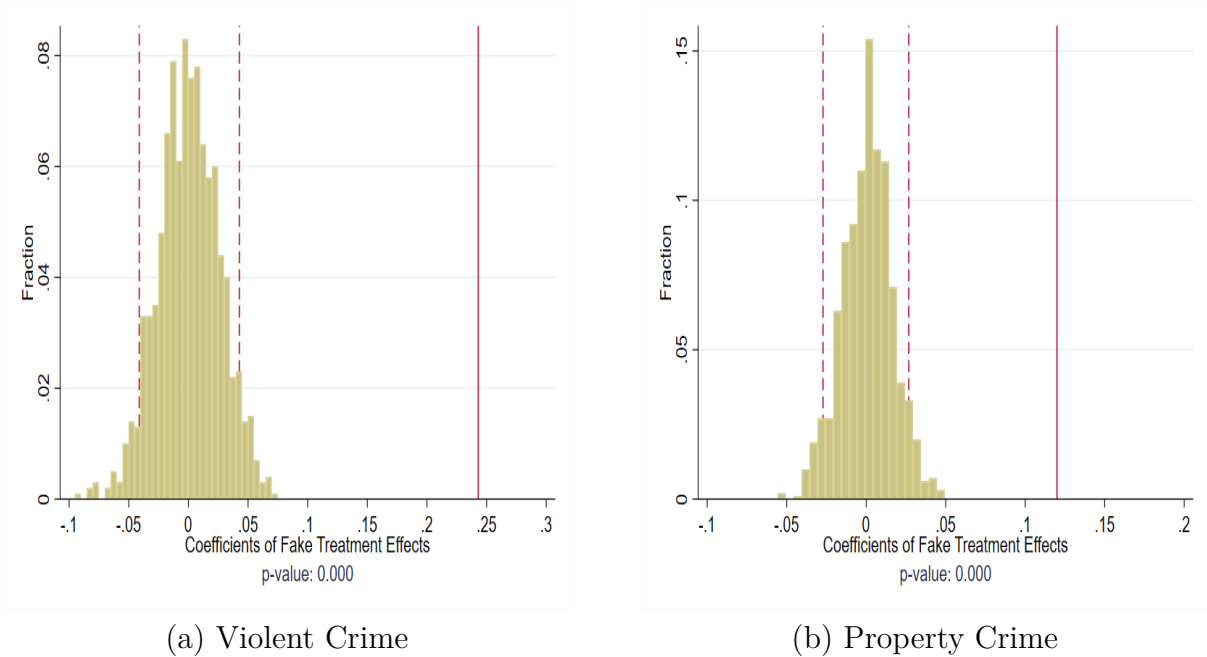 .08
.06
.04
.02
0
Fraction
-.1 -.05 0 .05 .1 .15 .2 .25 .3
Coefficients of Fake Treatment Effects
p-value: 0.000
(a) Violent Crime
.15
.1
.05
0
Fraction
-.1 -.05 0 .05 .1 .15 .2
Coefficients of Fake Treatment Effects
p-value: 0.000
(b) Property Crime